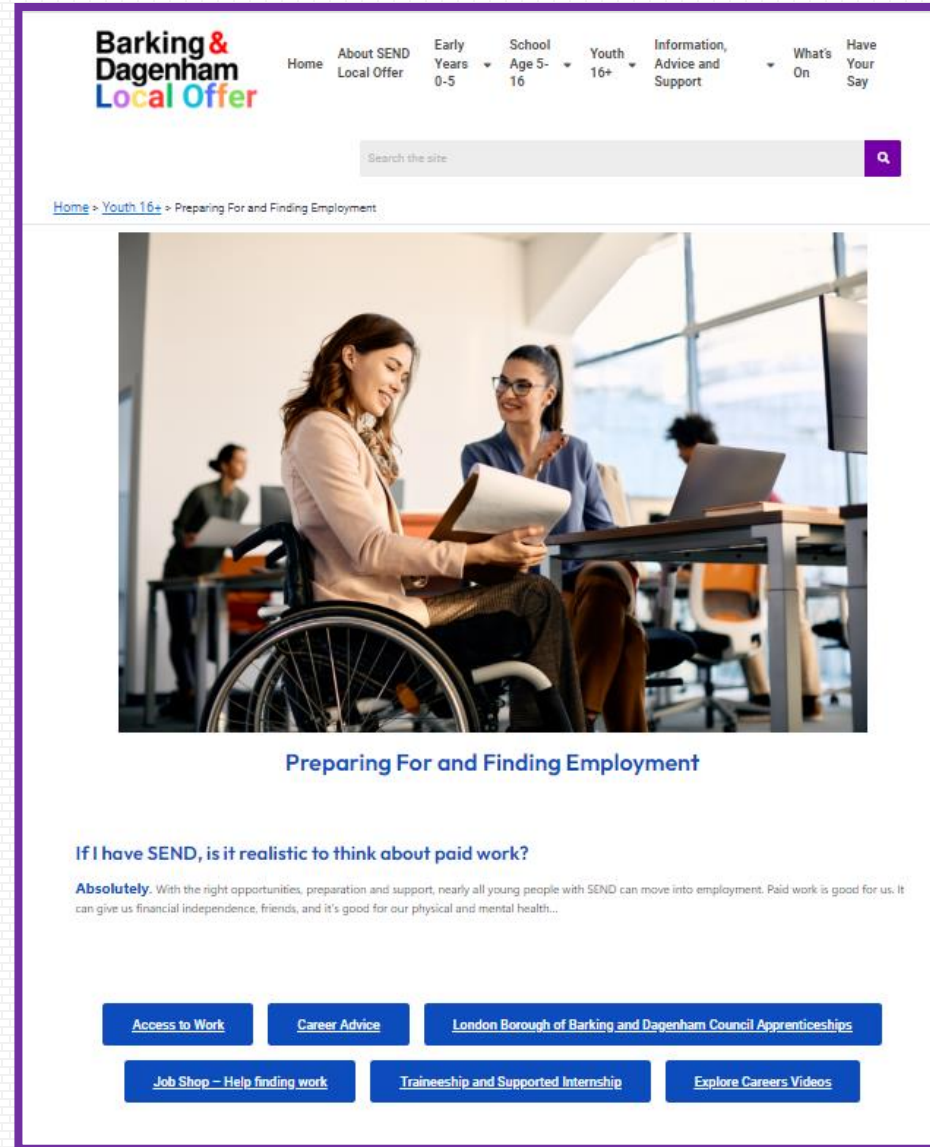 Barking &
Dagenham
Local Offer
Home
About SEND
Local Offer
Early
Years
0-5
School
Age 5-
16
Youth
16+
Information,
Advice and
Support
What's
On
Have
Your
Say
Search the site
Home > Youth 16+ > Preparing For and Finding Employment
Preparing For and Finding Employment
If I have SEND, is it realistic to think about paid work?
Absolutely. With the right opportunities, preparation and support, nearly all young people with SEND can move into employment. Paid work is good for us. It
can give us financial independence, friends, and it's good for our physical and mental health...
Access to Work
Career Advice
London Borough of Barking and Dagenham Council Apprenticeships
Job Shop – Help finding work
Traineeship and Supported Internship
Explore Careers Videos